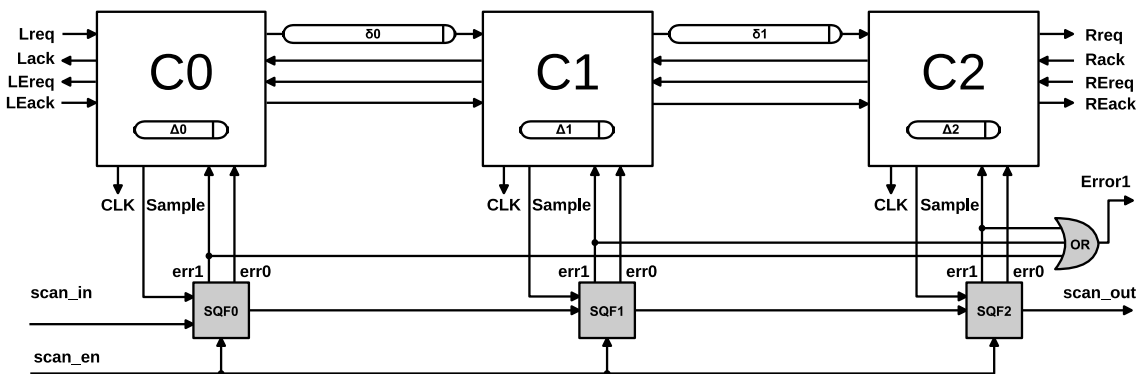 Lreq
Lack
LEreq
LEack
C0
Δ0
δ0
C1
Δ1
δ1
C2
Δ2
Rreq
Rack
REreq
REack
CLK
Sample
CLK
Sample
CLK
Sample
Error1
OR
err1
err0
err1
err0
err1
err0
scan_in
SQF0
SQF1
SQF2
scan_out
scan_en